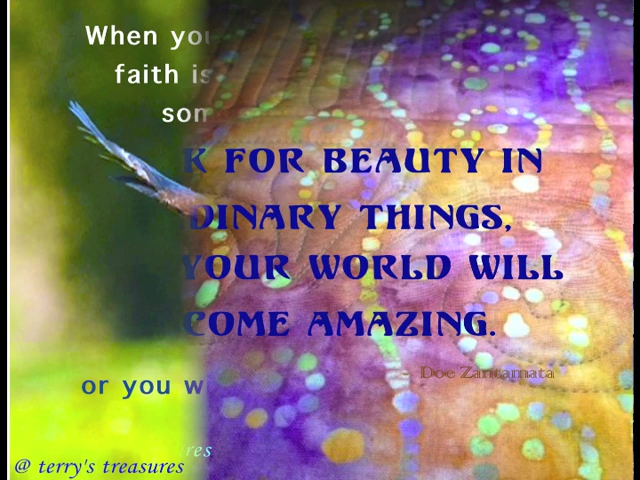 When you
faith is
som
K FOR BEAUTY IN
DINARY THINGS,
YOUR WORLD WILL
COME AMAZING.
Doe Zantamata
or you w
res
@ terry's treasures